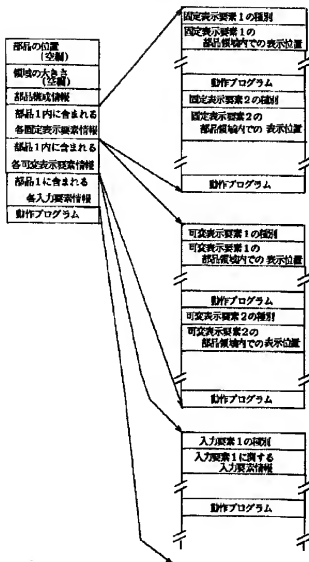 部品の位置
(空欄)
領域の大きさ
(空欄)
部品構成情報
部品1内に含まれる
各固定表示要素情報
部品1内に含まれる
各可変表示要素情報
部品1に含まれる
各入力要素情報
動作プログラム
固定表示要素1の種別
固定表示要素1の
部品領域内での表示位置
動作プログラム
固定表示要素2の種別
固定表示要素2の
部品領域内での表示位置
動作プログラム
可変表示要素1の種別
可変表示要素1の
部品領域内での表示位置
動作プログラム
可変表示要素2の種別
可変表示要素2の
部品領域内での表示位置
動作プログラム
入力要素1の種別
入力要素1に関する
入力要素情報
動作プログラム